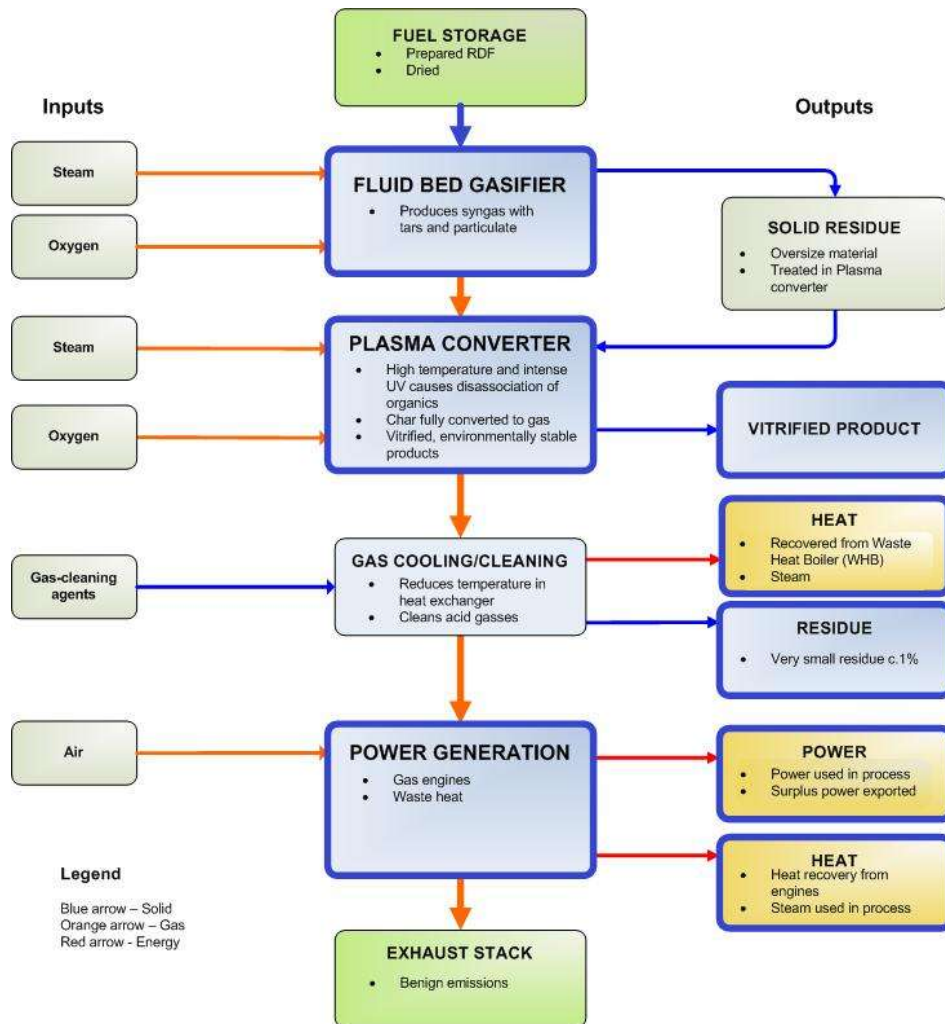 FUEL STORAGE
• Prepared RDF
• Dried
Inputs
Outputs
Steam
Oxygen
FLUID BED GASIFIER
• Produces syngas with
tars and particulate
SOLID RESIDUE
• Oversize material
• Treated in Plasma
converter
Steam
Oxygen
PLASMA CONVERTER
• High temperature and intense
UV causes disassociation of
organics
• Char fully converted to gas
• Vitrified, environmentally stable
products
VITRIFIED PRODUCT
Gas-cleaning
agents
GAS COOLING/CLEANING
• Reduces temperature in
heat exchanger
• Cleans acid gasses
HEAT
• Recovered from Waste
Heat Boiler (WHB)
• Steam
RESIDUE
• Very small residue c.1%
Air
POWER GENERATION
• Gas engines
• Waste heat
POWER
• Power used in process
• Surplus power exported
HEAT
• Heat recovery from
engines
• Steam used in process
Legend
Blue arrow – Solid
Orange arrow – Gas
Red arrow - Energy
EXHAUST STACK
• Benign emissions